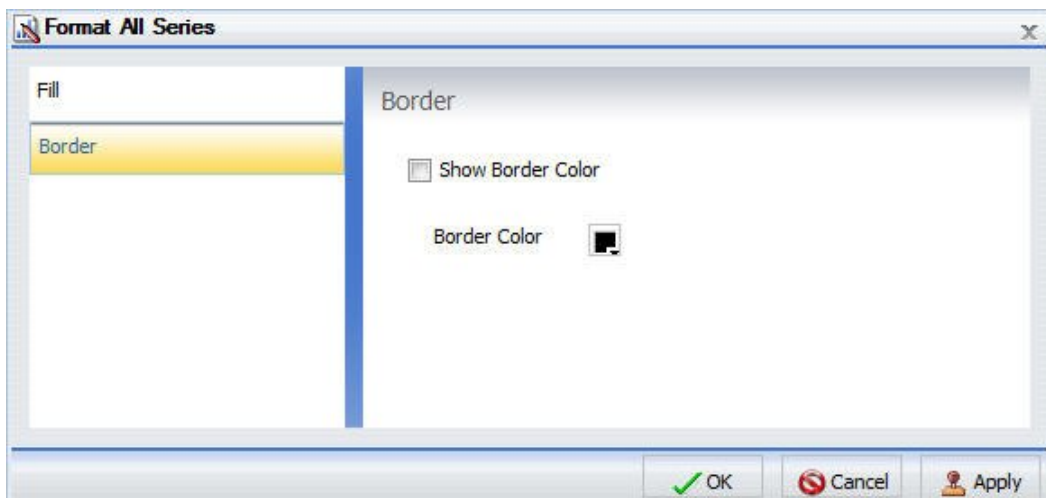 Format All Series
Fill
Border
Border
Show Border Color
Border Color
OK
Cancel
Apply